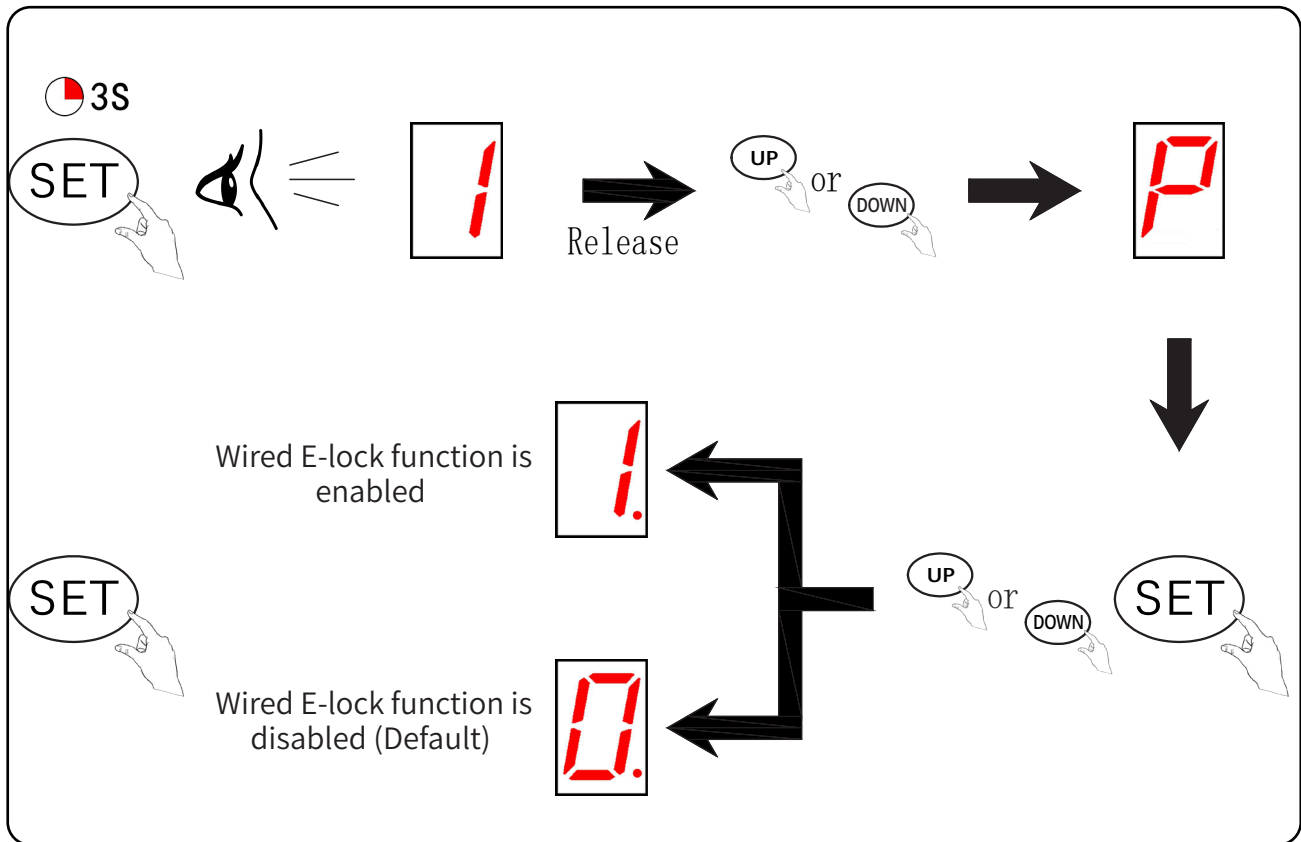 3S
SET
1
Release
UP
or
DOWN
P
Wired E-lock function is
enabled
1.
UP
or
DOWN
SET
SET
Wired E-lock function is
disabled (Default)
0.